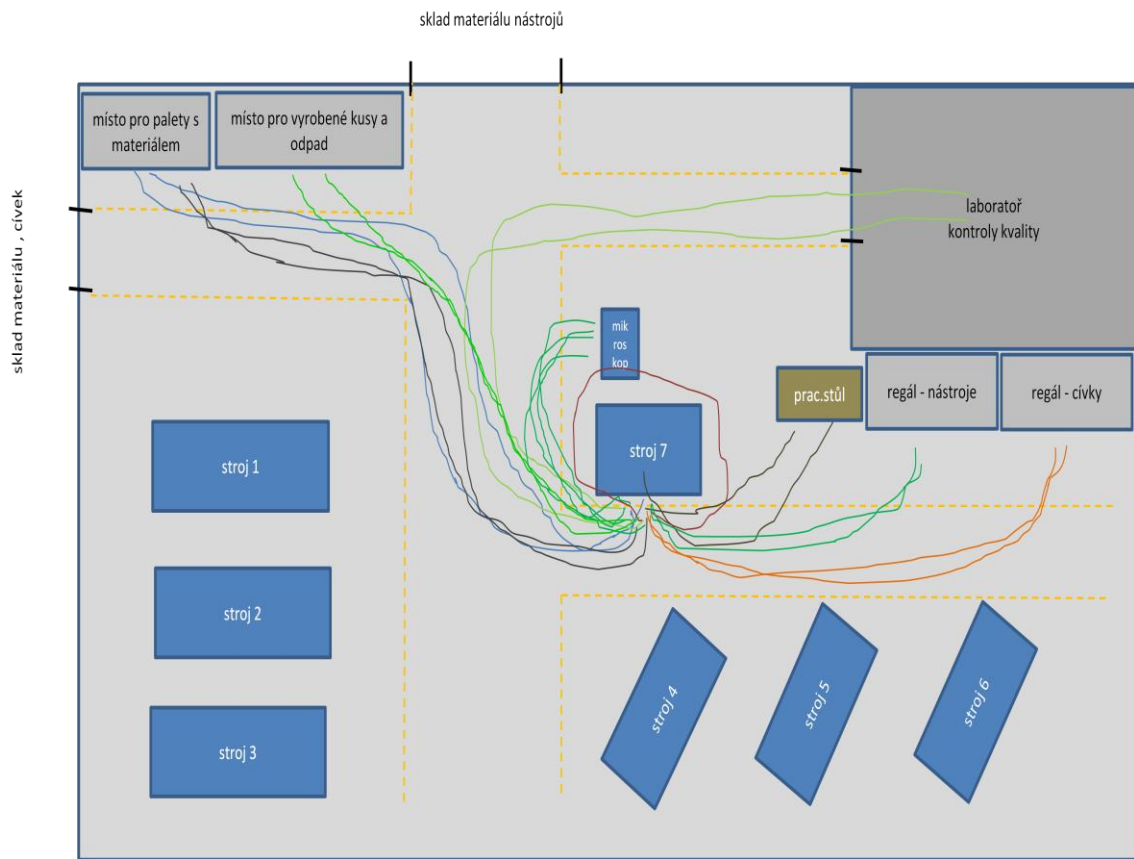 sklad materiálu nástrojů
místo pro palety s
materiálem
místo pro vyrobené kusy a
odpad
sklad materiálu , cívek
laboratoř
kontroly kvality
mik
ros
kop
prac.stůl
regál - nástroje
regál - cívky
stroj 1
stroj 7
stroj 2
stroj 3
stroj 4
stroj 5
stroj 6